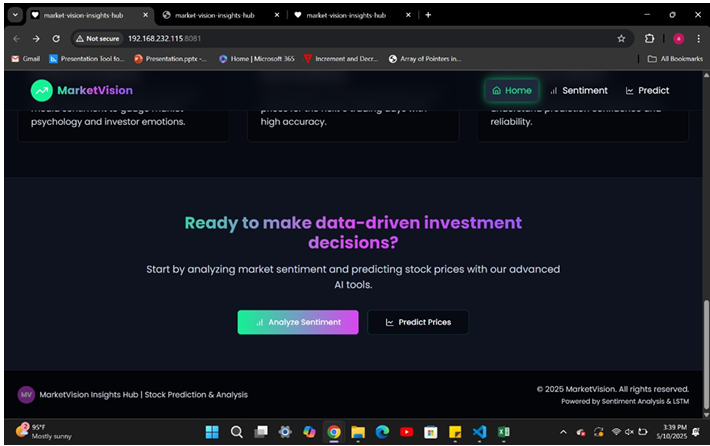 market-vision-insights-hub
market-vision-insights-hub
market-vision-insights-hub
Not secure
192.168.232.115:8081
a
Gmail
Presentation Tool fo...
Presentation.pptx -...
Home | Microsoft 365
Increment and Decr...
Array of Pointers in...
All Bookmarks
MarketVision
Home
Sentiment
Predict
psychology and investor emotions.
high accuracy.
reliability.
Ready to make data-driven investment
decisions?
Start by analyzing market sentiment and predicting stock prices with our advanced
AI tools.
Analyze Sentiment
Predict Prices
MV
MarketVision Insights Hub | Stock Prediction & Analysis
© 2025 MarketVision. All rights reserved.
Powered by Sentiment Analysis & LSTM
2
95°F
Mostly sunny
3:39 PM
5/10/2025